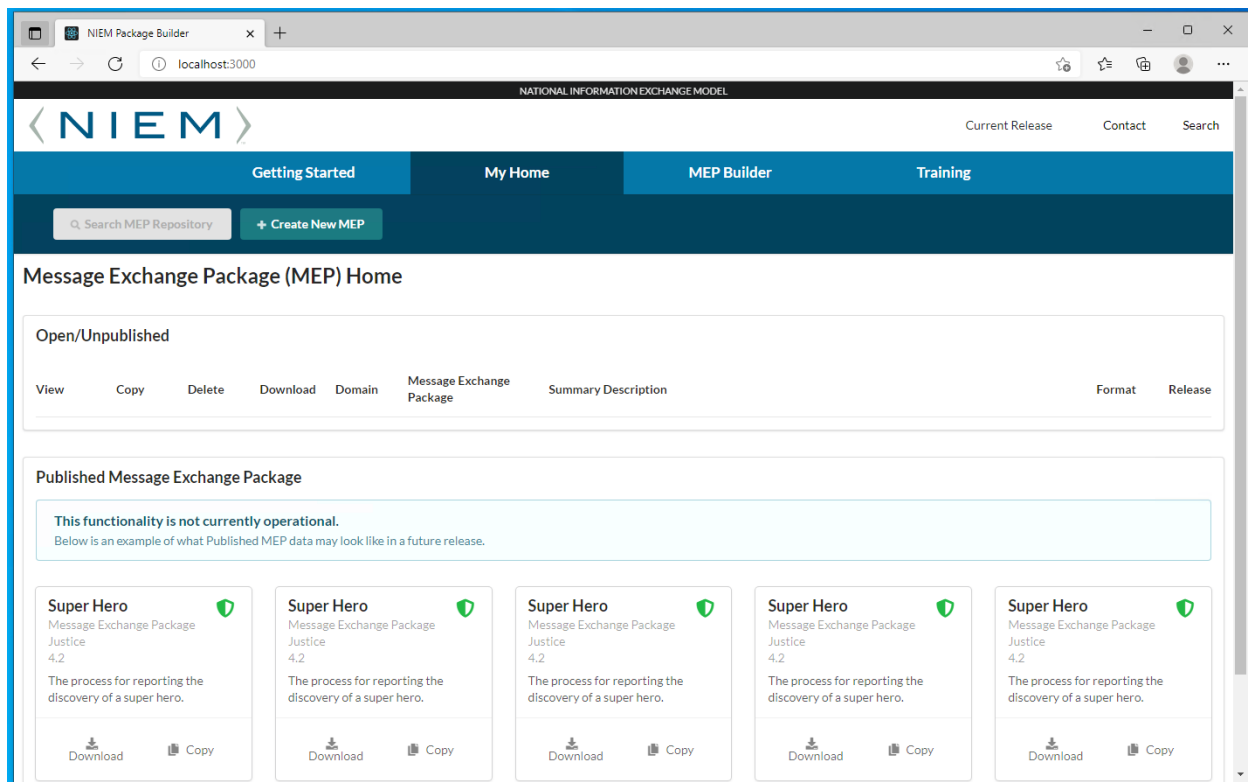 NIEM Package Builder
localhost:3000
NATIONAL INFORMATION EXCHANGE MODEL
NIEM
Current Release Contact Search
Getting Started My Home MEP Builder Training
Search MEP Repository + Create New MEP
Message Exchange Package (MEP) Home
Open/Unpublished
View Copy Delete Download Domain Message Exchange Package Summary Description Format Release
Published Message Exchange Package
This functionality is not currently operational.
Below is an example of what Published MEP data may look like in a future release.
Super Hero
Message Exchange Package
Justice
4.2
The process for reporting the
discovery of a super hero.
Download Copy
Super Hero
Message Exchange Package
Justice
4.2
The process for reporting the
discovery of a super hero.
Download Copy
Super Hero
Message Exchange Package
Justice
4.2
The process for reporting the
discovery of a super hero.
Download Copy
Super Hero
Message Exchange Package
Justice
4.2
The process for reporting the
discovery of a super hero.
Download Copy
Super Hero
Message Exchange Package
Justice
4.2
The process for reporting the
discovery of a super hero.
Download Copy